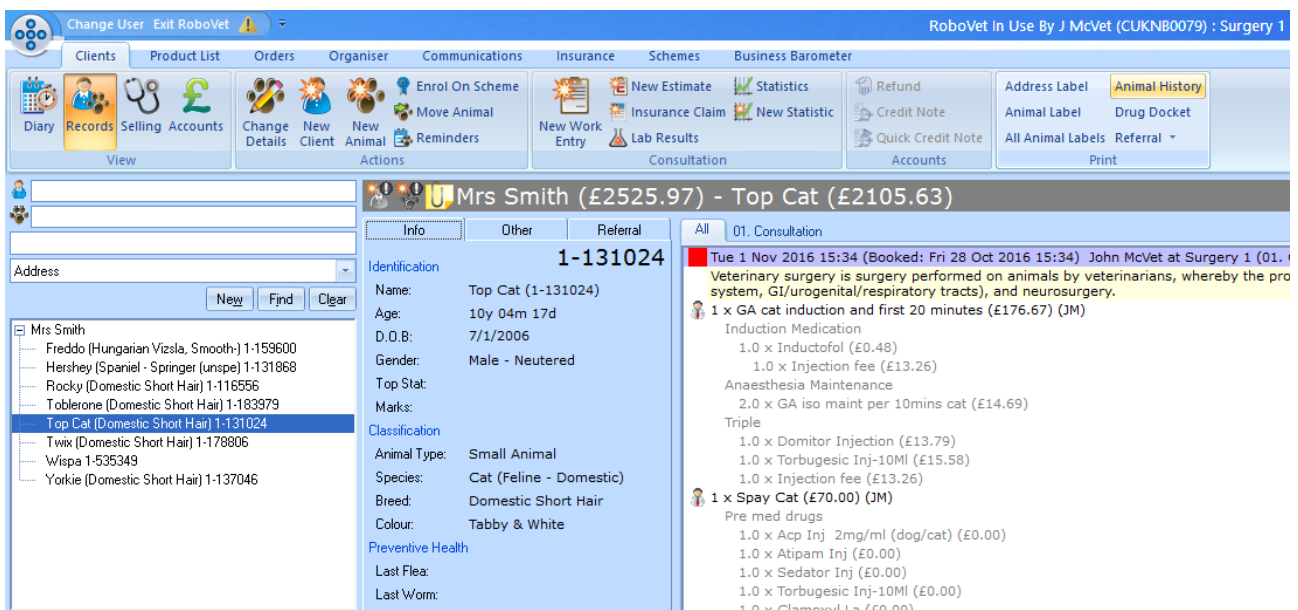 Change User Exit RoboVet
RoboVet In Use By J McVet (CUKNB0079) : Surgery 1
Clients Product List Orders Organiser Communications Insurance Schemes Business Barometer
Diary Records Selling Accounts
View
Change Details New Client New Animal
Enrol On Scheme
Move Animal
Reminders
Actions
New Work Entry
New Estimate
Insurance Claim
Lab Results
Statistics
New Statistic
Consultation
Refund
Credit Note
Quick Credit Note
Accounts
Address Label Animal History
Animal Label Drug Docket
All Animal Labels Referral
Print
Address
New Find Clear
Mrs Smith
Freddo (Hungarian Vizsla, Smooth-) 1-159600
Hershey (Spaniel - Springer (unspe) 1-131868
Rocky (Domestic Short Hair) 1-116556
Toblerone (Domestic Short Hair) 1-183979
Top Cat (Domestic Short Hair) 1-131024
Twix (Domestic Short Hair) 1-178806
Wispa 1-535349
Yorkie (Domestic Short Hair) 1-137046
Mrs Smith (£2525.97) - Top Cat (£2105.63)
Info Other Referral
1-131024
Identification
Name: Top Cat (1-131024)
Age: 10y 04m 17d
D.O.B: 7/1/2006
Gender: Male - Neutered
Top Stat:
Marks:
Classification
Animal Type: Small Animal
Species: Cat (Feline - Domestic)
Breed: Domestic Short Hair
Colour: Tabby & White
Preventive Health
Last Flea:
Last Worm:
All 01. Consultation
Tue 1 Nov 2016 15:34 (Booked: Fri 28 Oct 2016 15:34) John McVet at Surgery 1 (01.
Veterinary surgery is surgery performed on animals by veterinarians, whereby the pro
system, GI/urogenital/respiratory tracts), and neurosurgery.
1 x GA cat induction and first 20 minutes (£176.67) (JM)
Induction Medication
1.0 x Inductofol (£0.48)
1.0 x Injection fee (£13.26)
Anaesthesia Maintenance
2.0 x GA iso maint per 10mins cat (£14.69)
Triple
1.0 x Domitor Injection (£13.79)
1.0 x Torbugesic Inj-10Ml (£15.58)
1.0 x Injection fee (£13.26)
1 x Spay Cat (£70.00) (JM)
Pre med drugs
1.0 x Acp Inj 2mg/ml (dog/cat) (£0.00)
1.0 x Atipam Inj (£0.00)
1.0 x Sedator Inj (£0.00)
1.0 x Torbugesic Inj-10Ml (£0.00)
1.0 x Clamoxyl La (£0.00)